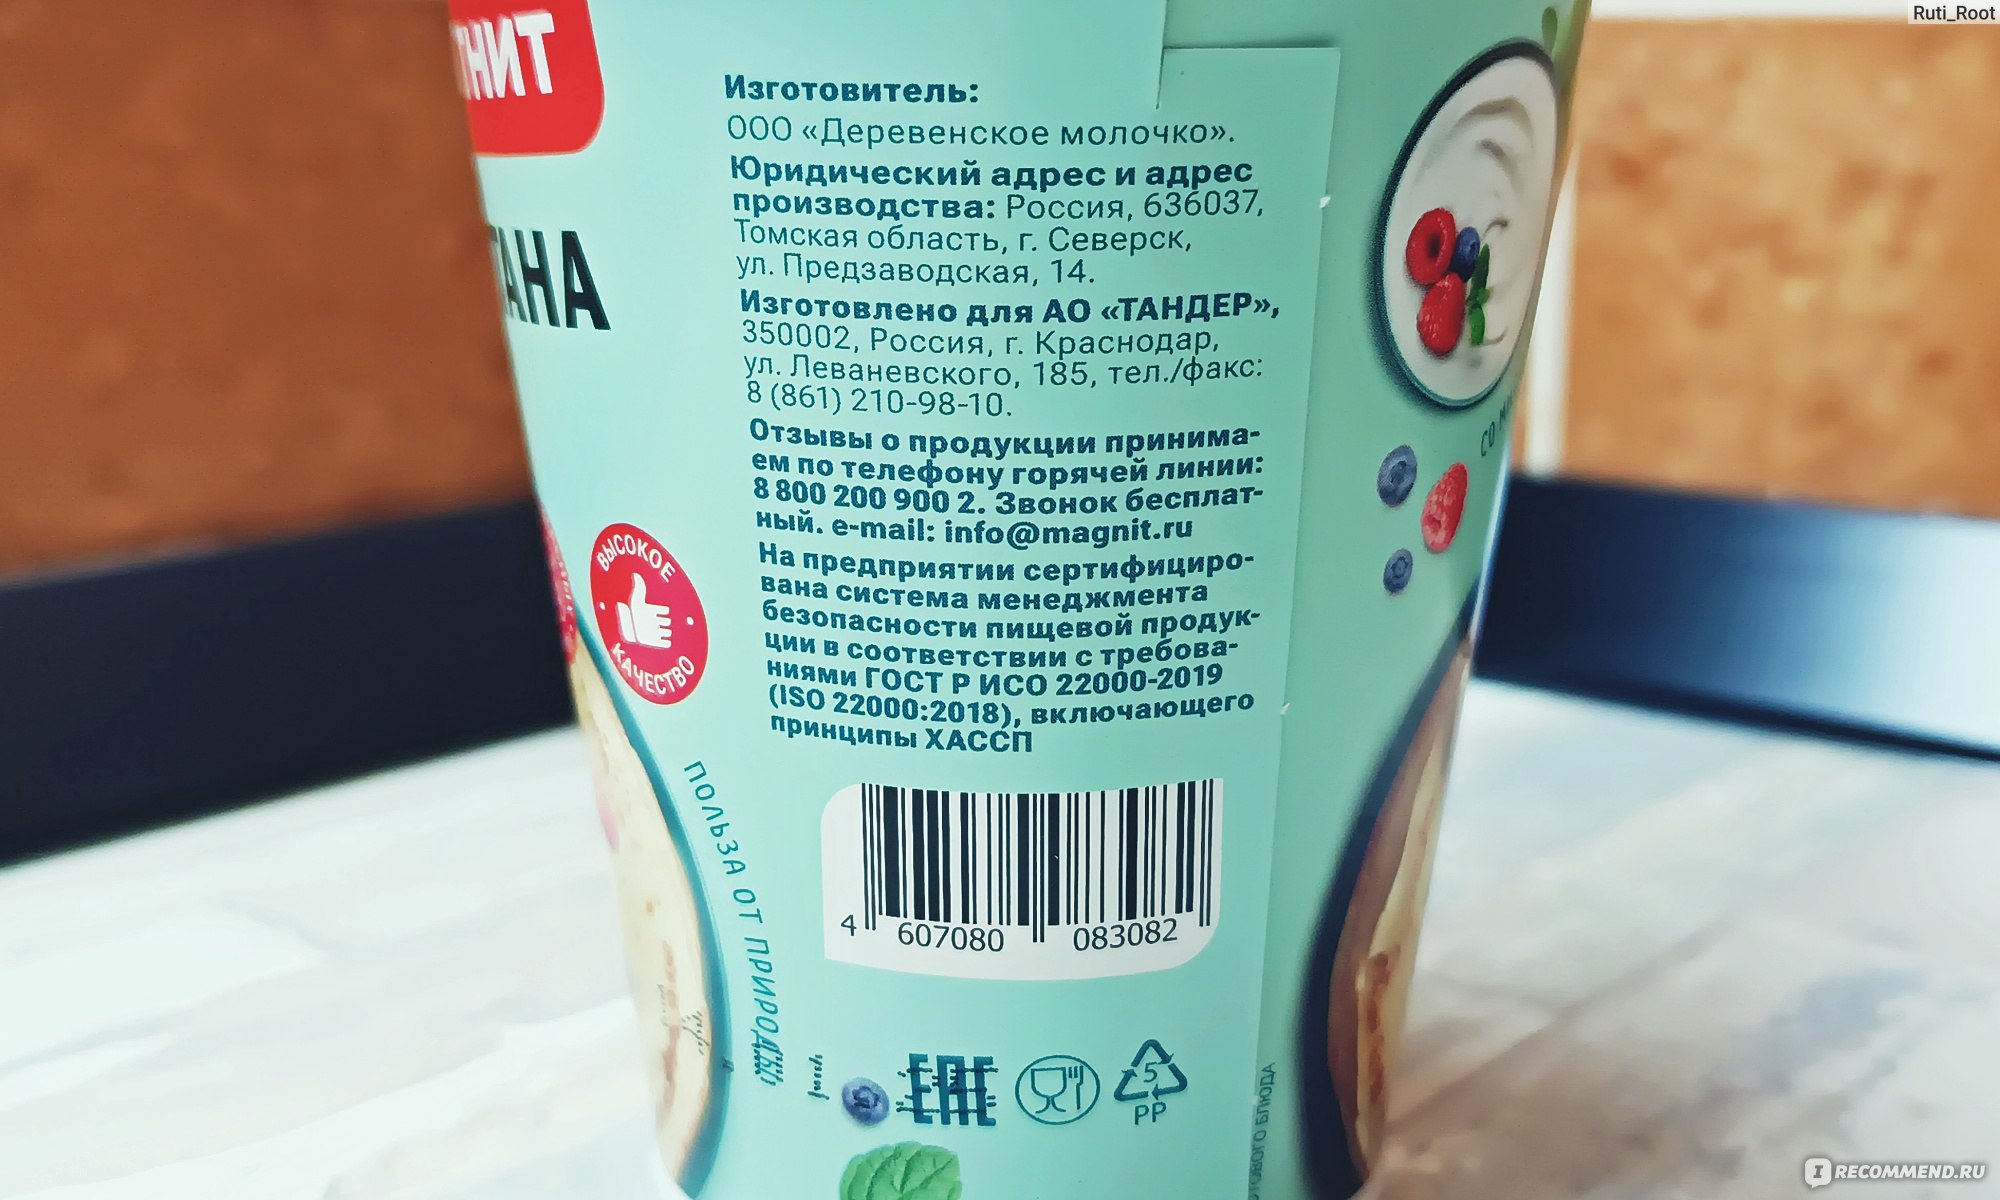 Ruti_Root
Изготовитель:
ООО «Деревенское молочко».
Юридический адрес и адрес
производства: Россия, 636037,
Томская область, г. Северск,
ул. Предзаводская, 14.
Изготовлено для АО «ТАНДЕР»,
350002, Россия, г. Краснодар,
ул. Леваневского, 185, тел./факс:
8 (861) 210-98-10.
Отзывы о продукции принима-
ем по телефону горячей линии:
8 800 200 900 2. Звонок бесплат-
ный. e-mail: info@magnit.ru
На предприятии сертифициро-
вана система менеджмента
безопасности пищевой продук-
ции в соответствии с требова-
ниями ГОСТ Р ИСО 22000-2019
(ISO 22000:2018), включающего
принципы ХАССП
ВЫСОКОЕ
КАЧЕСТВО
ПОЛЬЗА ОТ ПРИРОДЫ
4 607080 083082
ЕАС
5
PP
СО
БЛЮДА
IRECOMMEND.RU